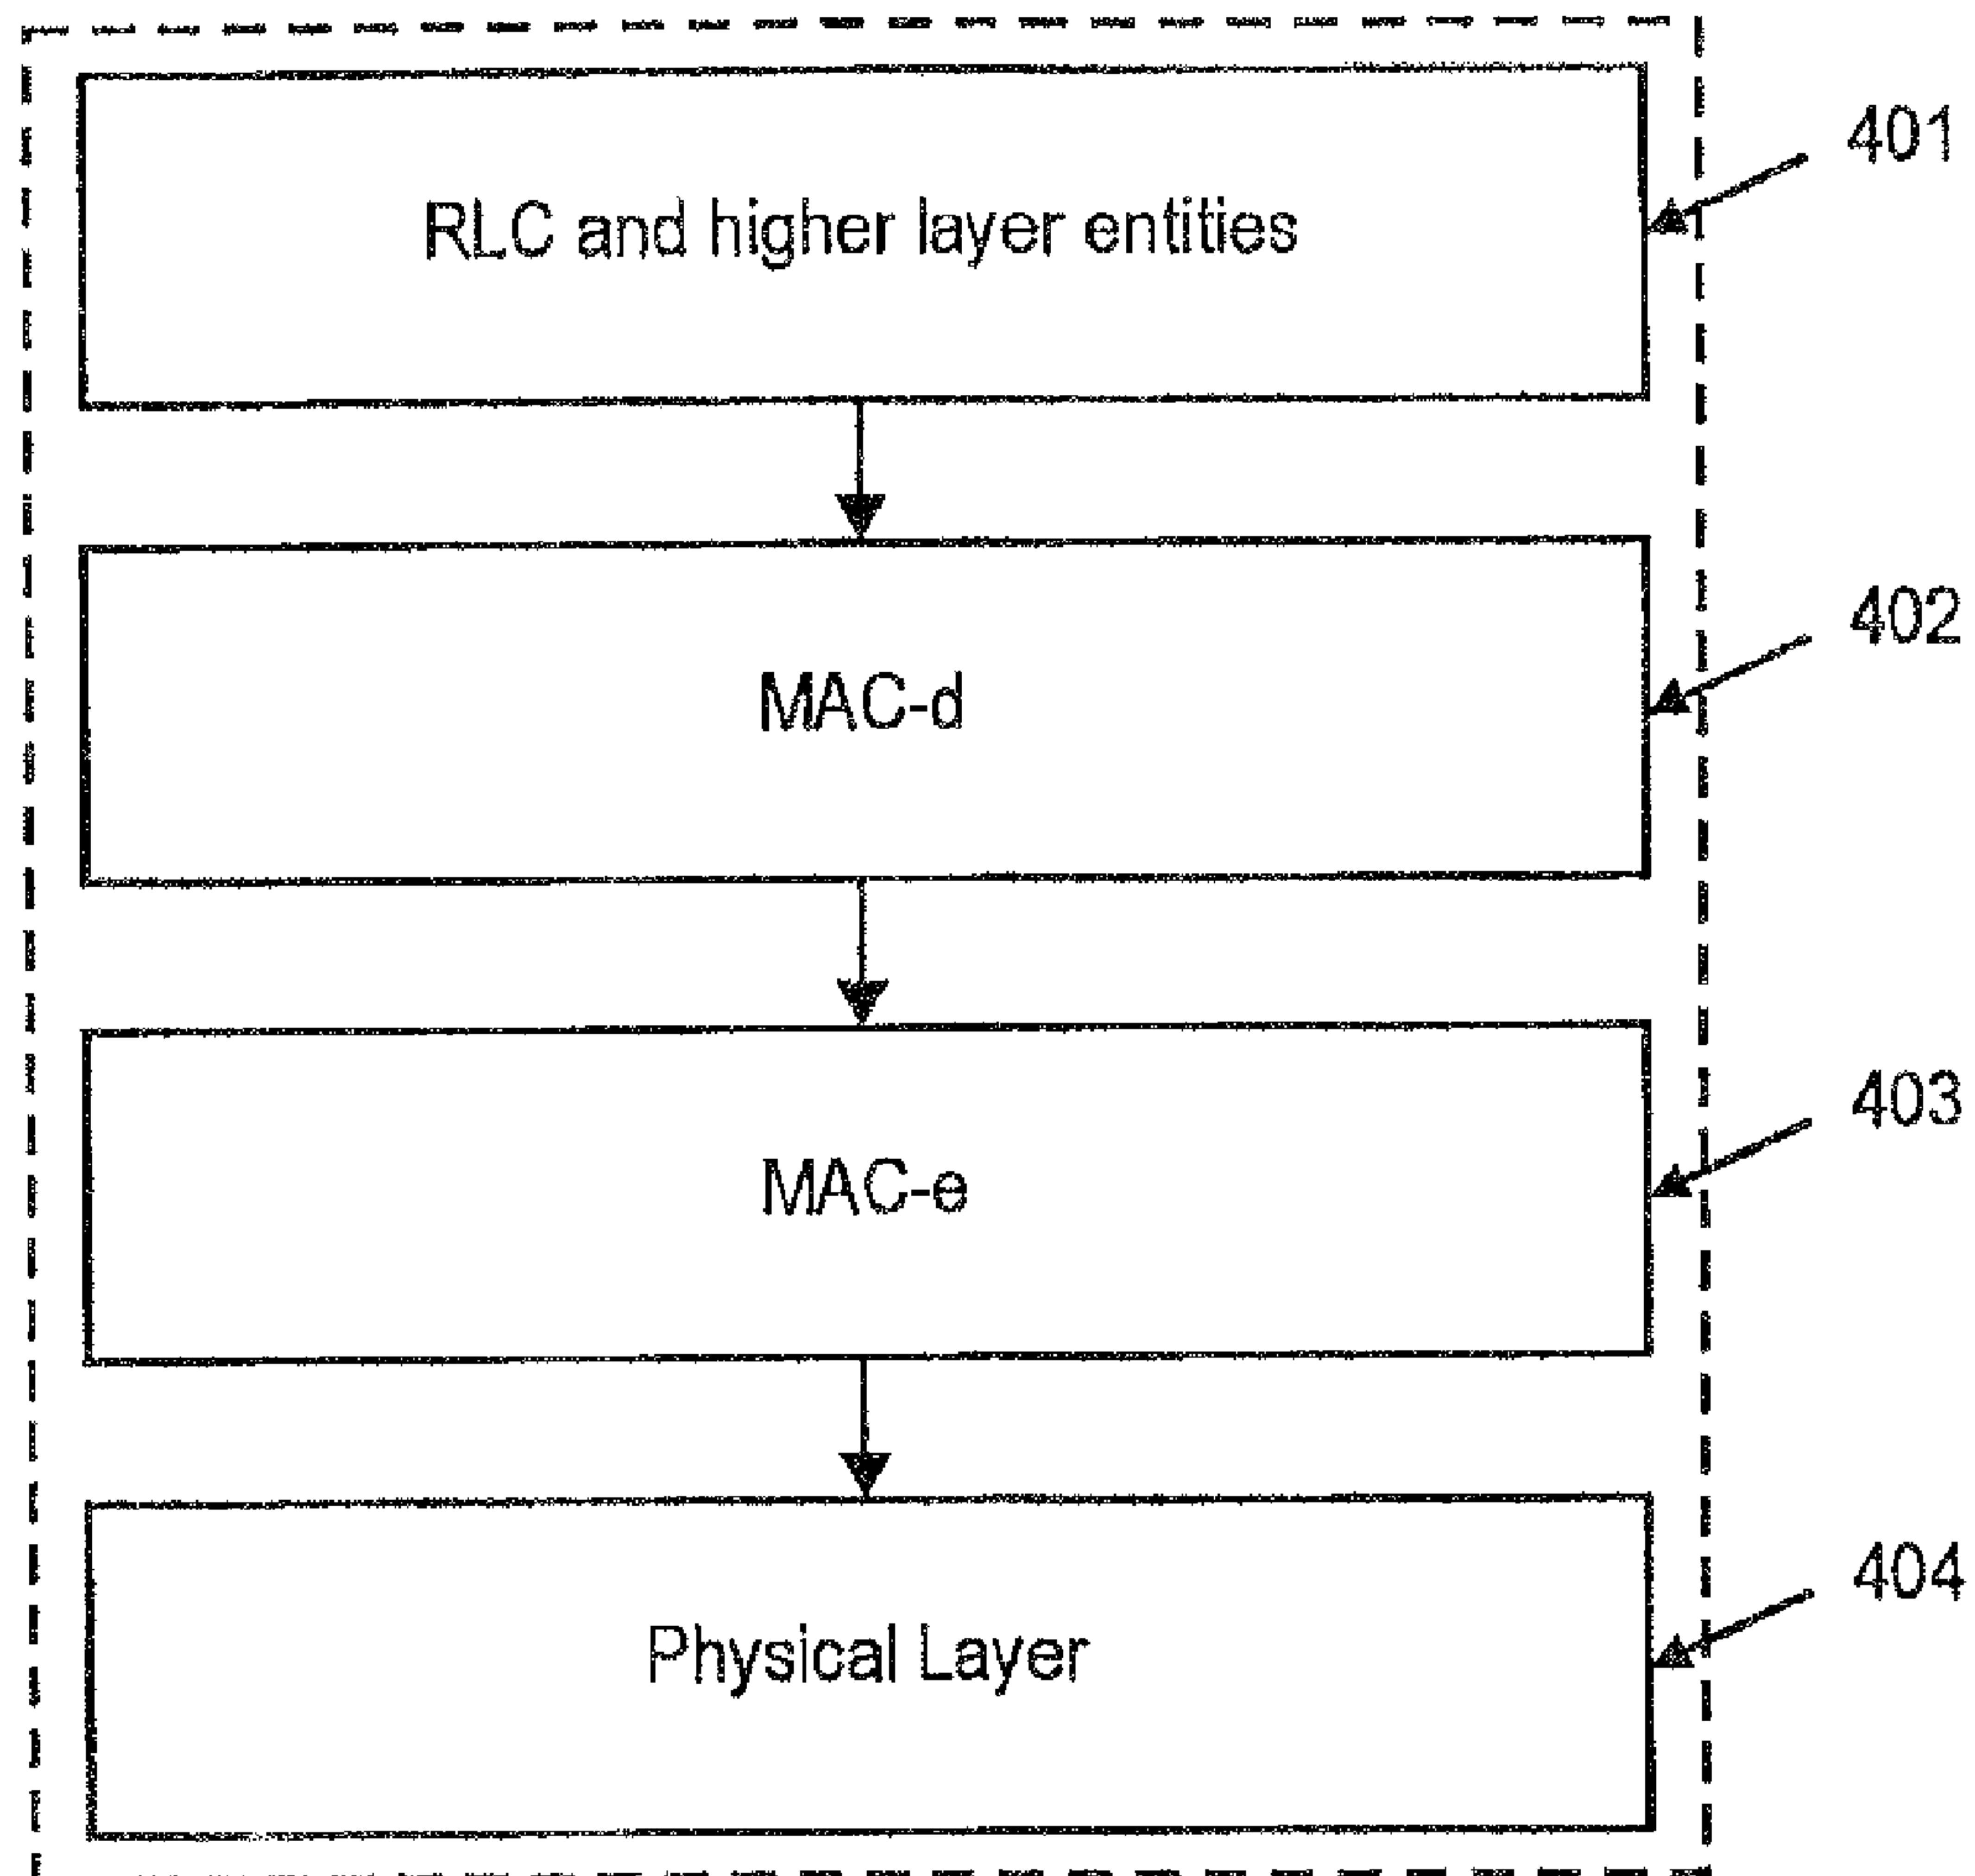 401
RLC and higher layer entities
402
MAC-d
403
MAC-e
404
Physical Layer